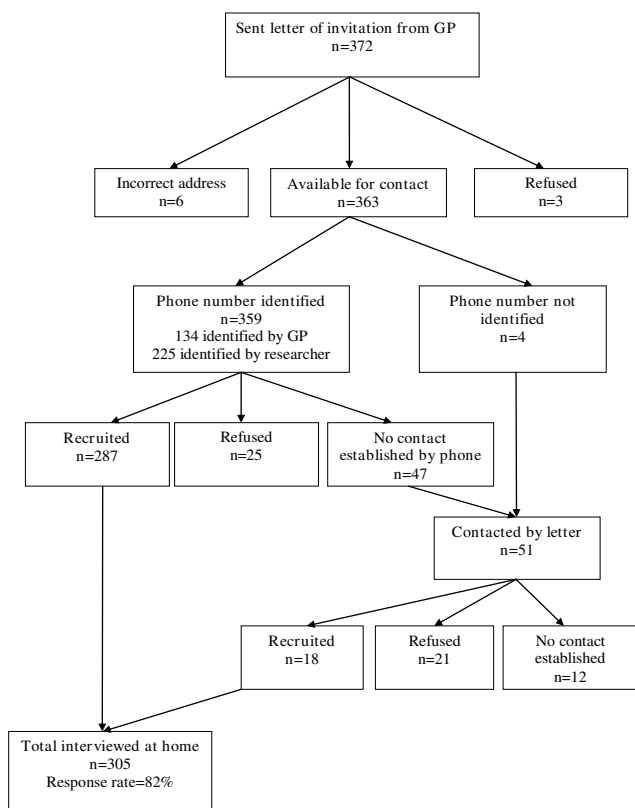 Sent letter of invitation from GP
n=372
Incorrect address
n=6
Available for contact
n=363
Refused
n=3
Phone number identified
n=359
134 identified by GP
225 identified by researcher
Phone number not
identified
n=4
Recruited
n=287
Refused
n=25
No contact
established by phone
n=47
Contacted by letter
n=51
Recruited
n=18
Refused
n=21
No contact
established
n=12
Total interviewed at home
n=305
Response rate=82%